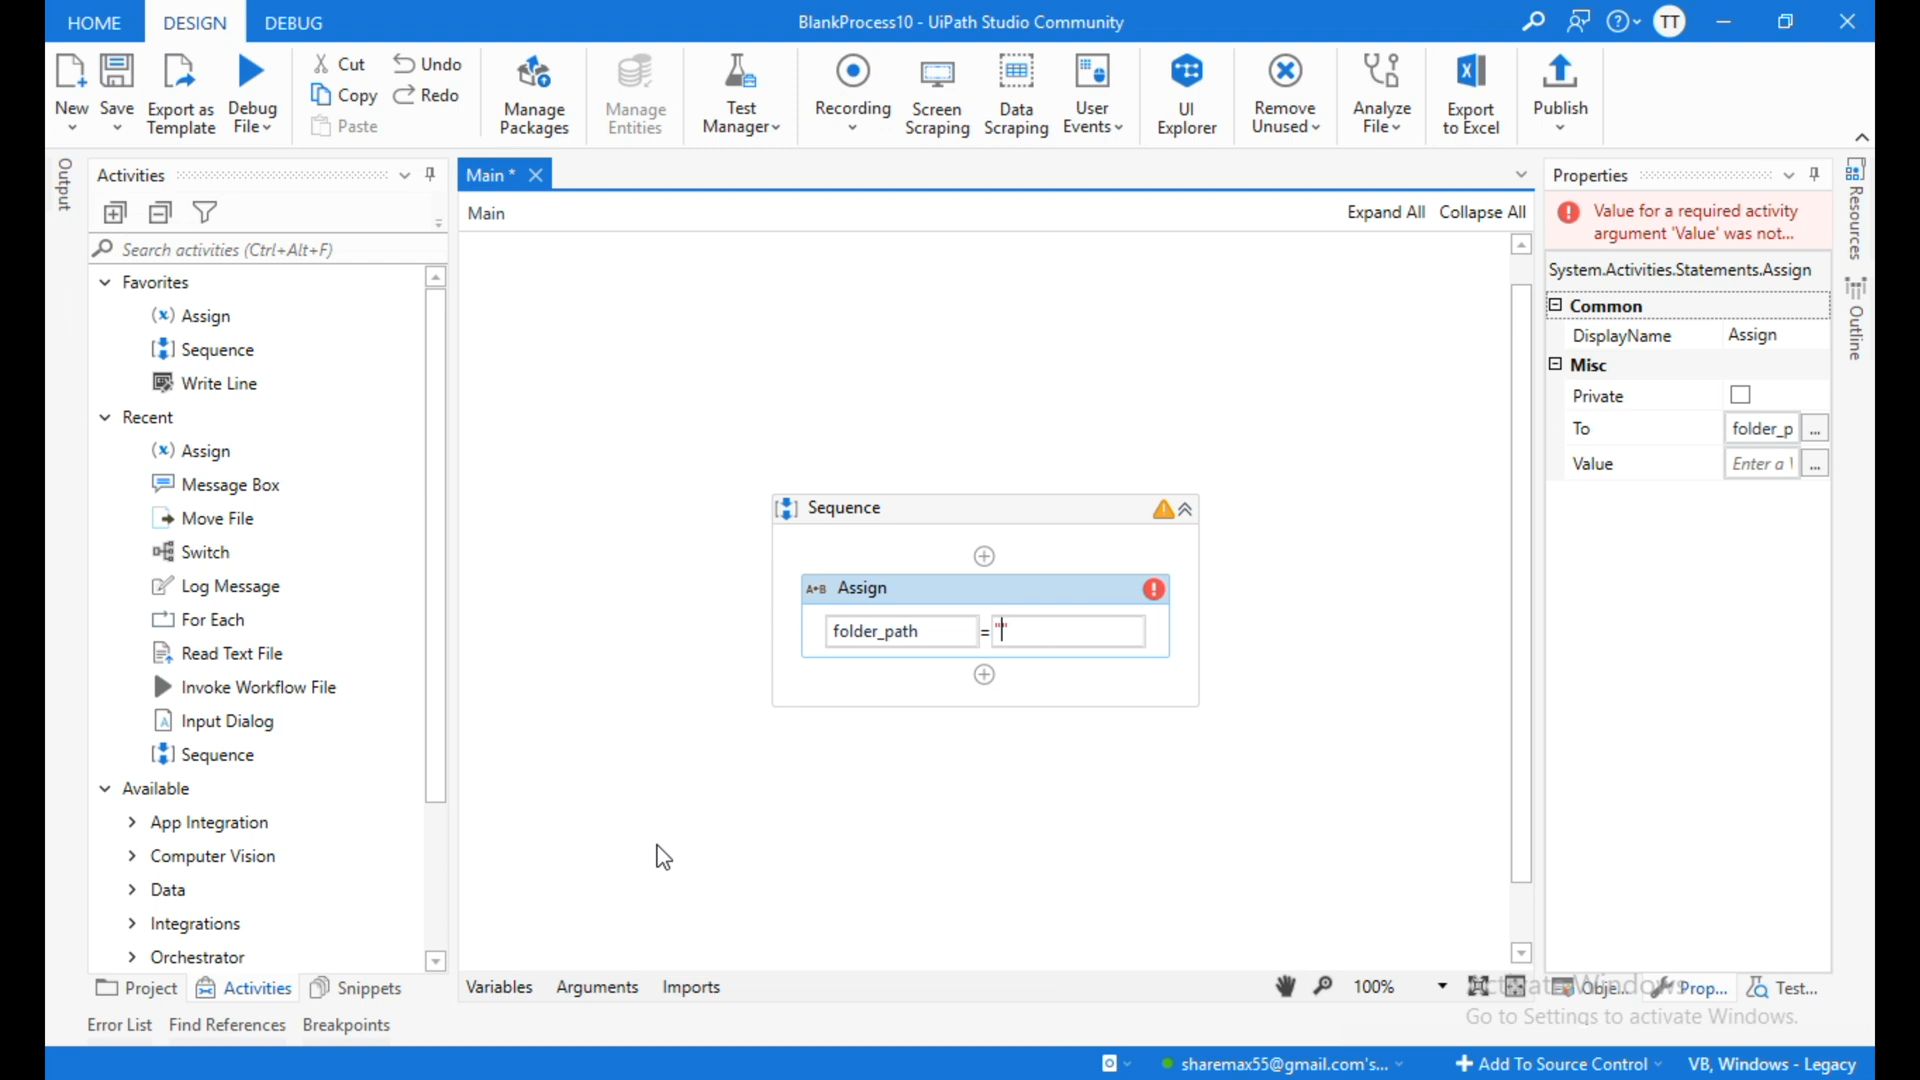 HOME
DESIGN
DEBUG
BlankProcess10 - UiPath Studio Community
TT
New
Save
Export as
Template
Debug
File
Cut
Copy
Paste
Undo
Redo
Manage
Packages
Manage
Entities
Test
Manager
Recording
Screen
Scraping
Data
Scraping
User
Events
UI
Explorer
Remove
Unused
Analyze
File
Export
to Excel
Publish
Output
Activities
Search activities (Ctrl+Alt+F)
Favorites
Assign
Sequence
Write Line
Recent
Assign
Message Box
Move File
Switch
Log Message
For Each
Read Text File
Invoke Workflow File
Input Dialog
Sequence
Available
App Integration
Computer Vision
Data
Integrations
Orchestrator
Project
Activities
Snippets
Main *
Main
Expand All
Collapse All
Sequence
A+B Assign
folder_path = ""
Variables
Arguments
Imports
100%
Properties
Value for a required activity
argument 'Value' was not...
System.Activities.Statements.Assign
Common
DisplayName Assign
Misc
Private
To folder_p ...
Value Enter a ...
Obje...
Prop...
Test...
Resources
Outline
Activate Windows
Go to Settings to activate Windows.
Error List
Find References
Breakpoints
sharemax55@gmail.com's...
Add To Source Control
VB, Windows - Legacy